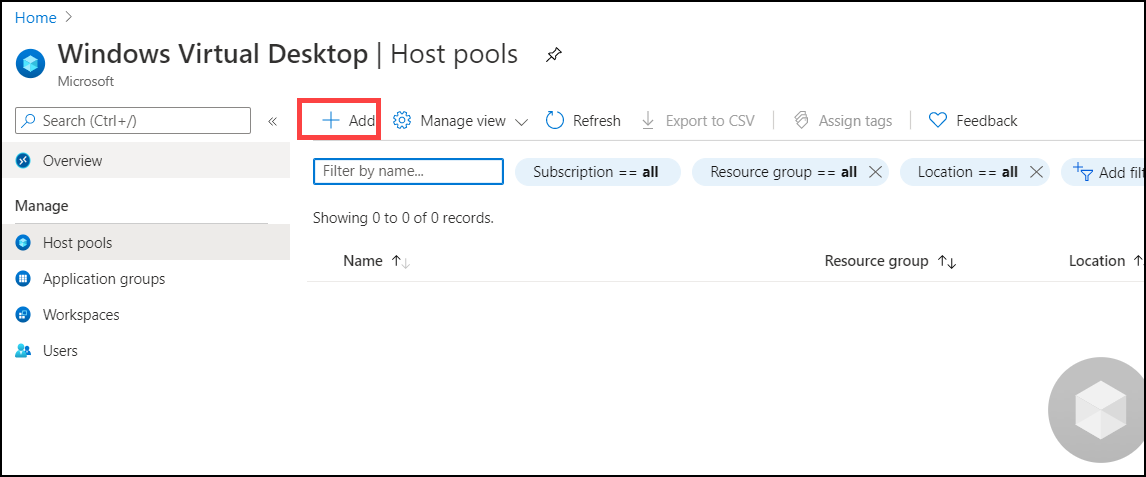 Home >
Windows Virtual Desktop | Host pools
Microsoft
Search (Ctrl+/)
«
Add
Manage view
Refresh
Export to CSV
Assign tags
Feedback
Overview
Filter by name...
Subscription == all
Resource group == all
Location == all
Add filt
Manage
Showing 0 to 0 of 0 records.
Host pools
Name ↑↓
Resource group ↑↓
Location ↑
Application groups
Workspaces
Users